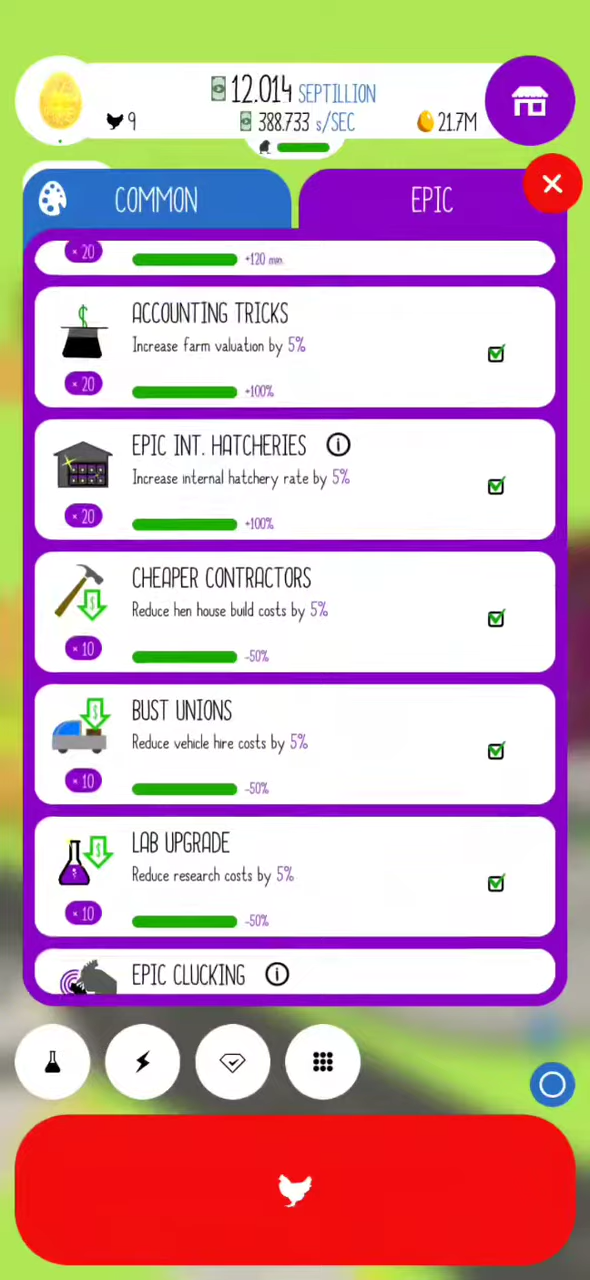 12.014 SEPTILLION
9
388.733 s/SEC
21.7M
COMMON
EPIC
× 20
+120 min.
ACCOUNTING TRICKS
Increase farm valuation by 5%
× 20
+100%
EPIC INT. HATCHERIES
Increase internal hatchery rate by 5%
× 20
+100%
CHEAPER CONTRACTORS
Reduce hen house build costs by 5%
× 10
-50%
BUST UNIONS
Reduce vehicle hire costs by 5%
× 10
-50%
LAB UPGRADE
Reduce research costs by 5%
× 10
-50%
EPIC CLUCKING